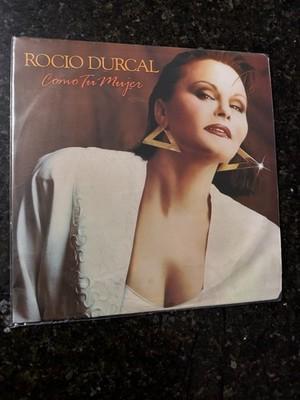 ROCIO DURCAL
Como Tu Mujer